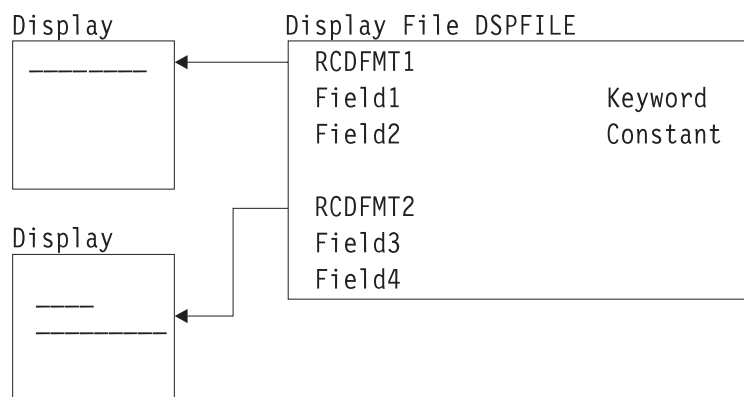 Display
Display File DSPFILE
RCDFMT1
Field1 Keyword
Field2 Constant
RCDFMT2
Field3
Field4
Display